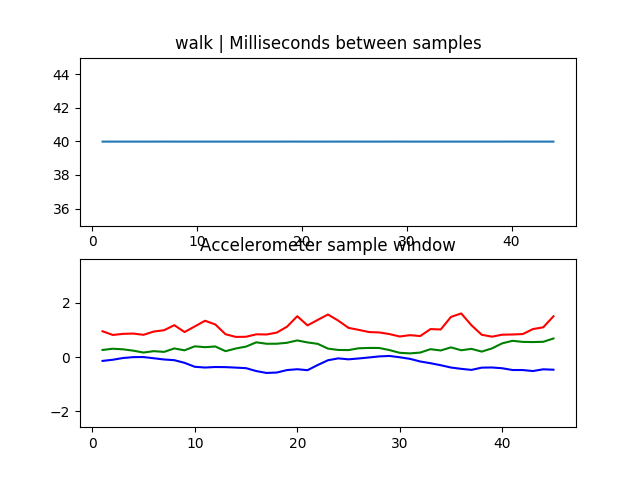 walk | Milliseconds between samples
44
42
40
38
36
0 10 20 30 40
Accelerometer sample window
2
0
−2
0 10 20 30 40